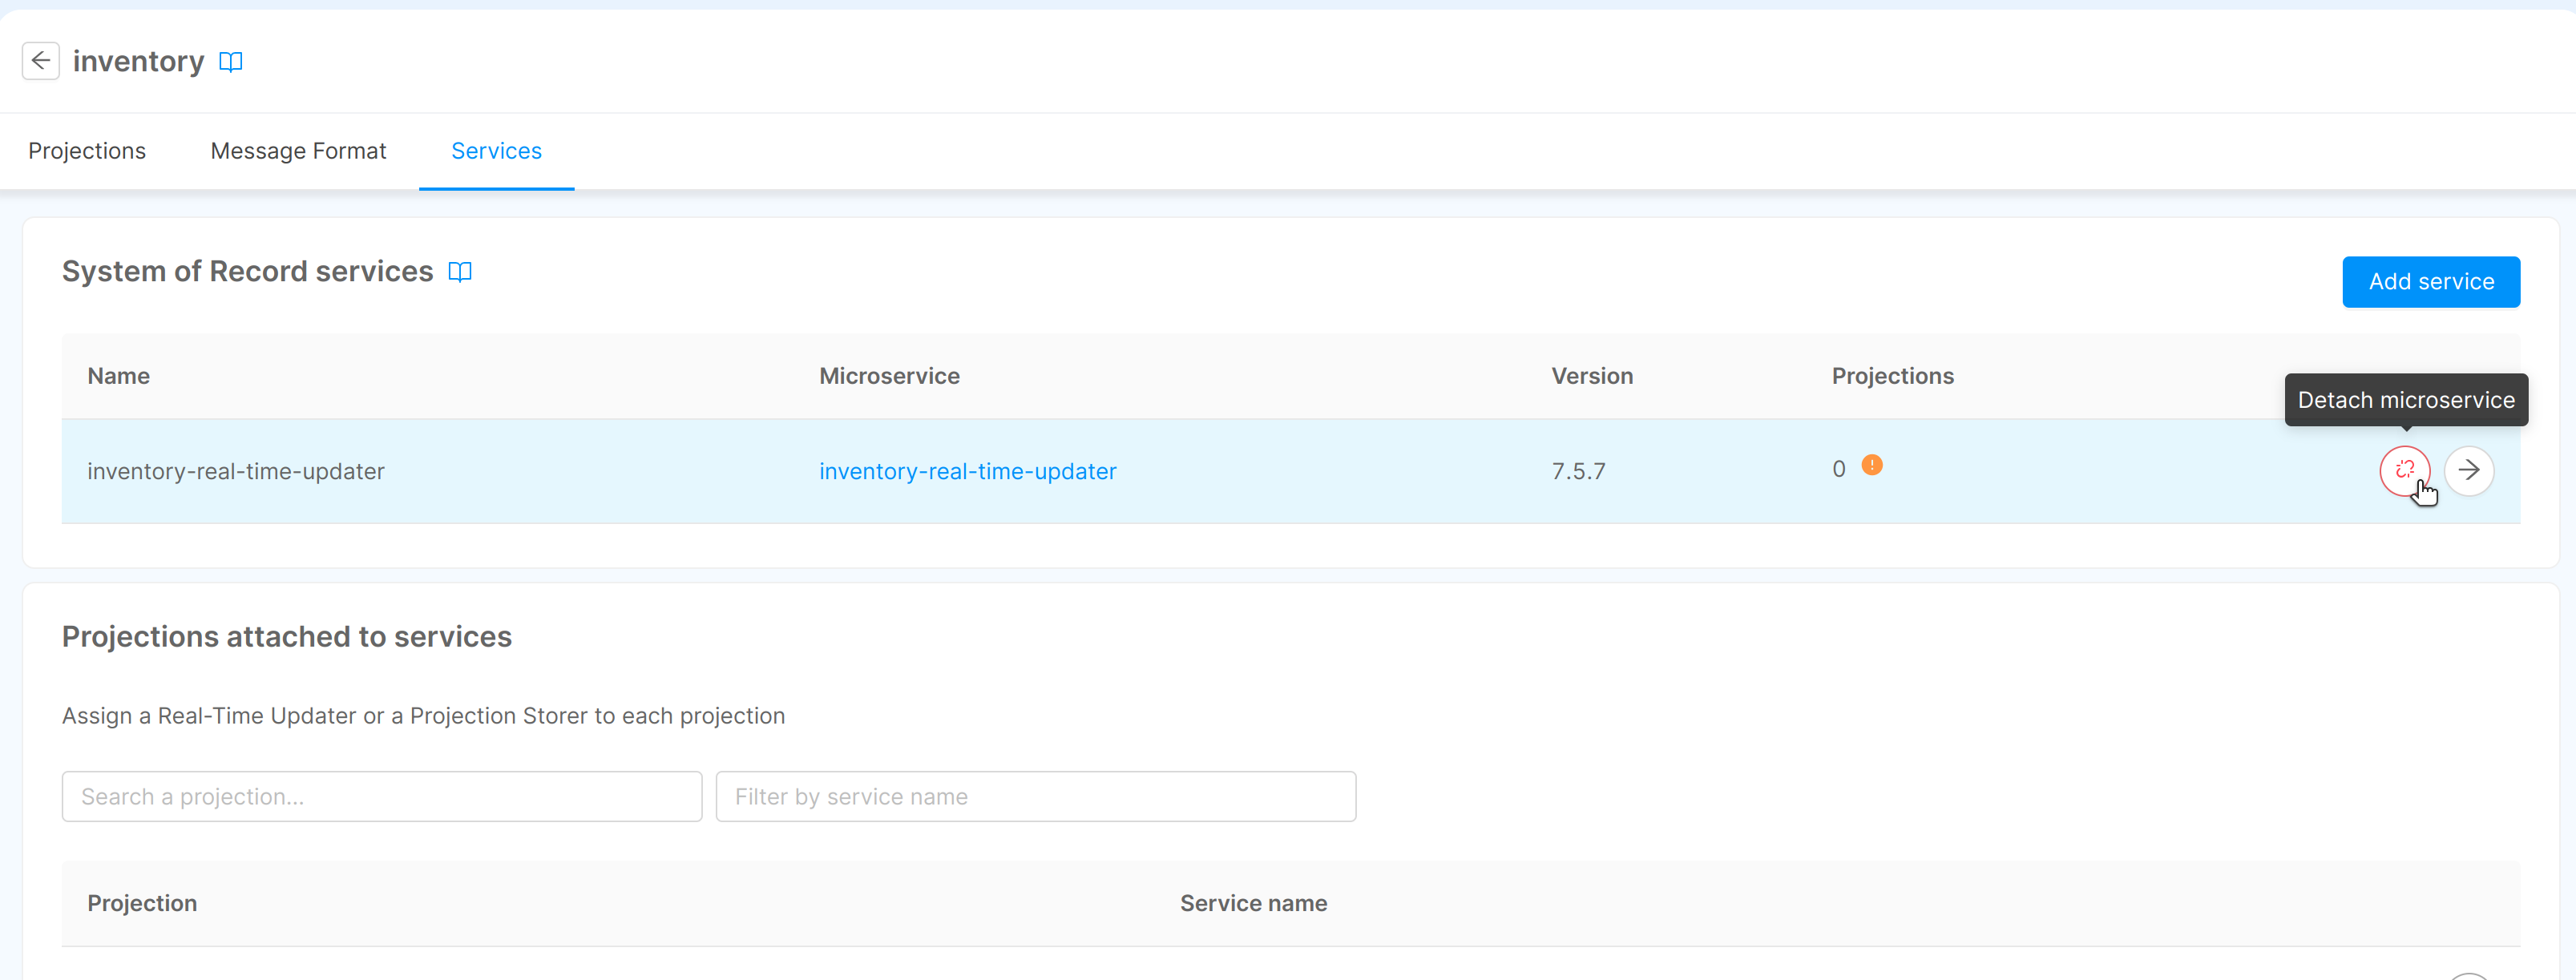 inventory
Projections
Message Format
Services
System of Record services
Add service
Name
Microservice
Version
Projections
Detach microservice
inventory-real-time-updater
inventory-real-time-updater
7.5.7
0
Projections attached to services
Assign a Real-Time Updater or a Projection Storer to each projection
Search a projection...
Filter by service name
Projection
Service name